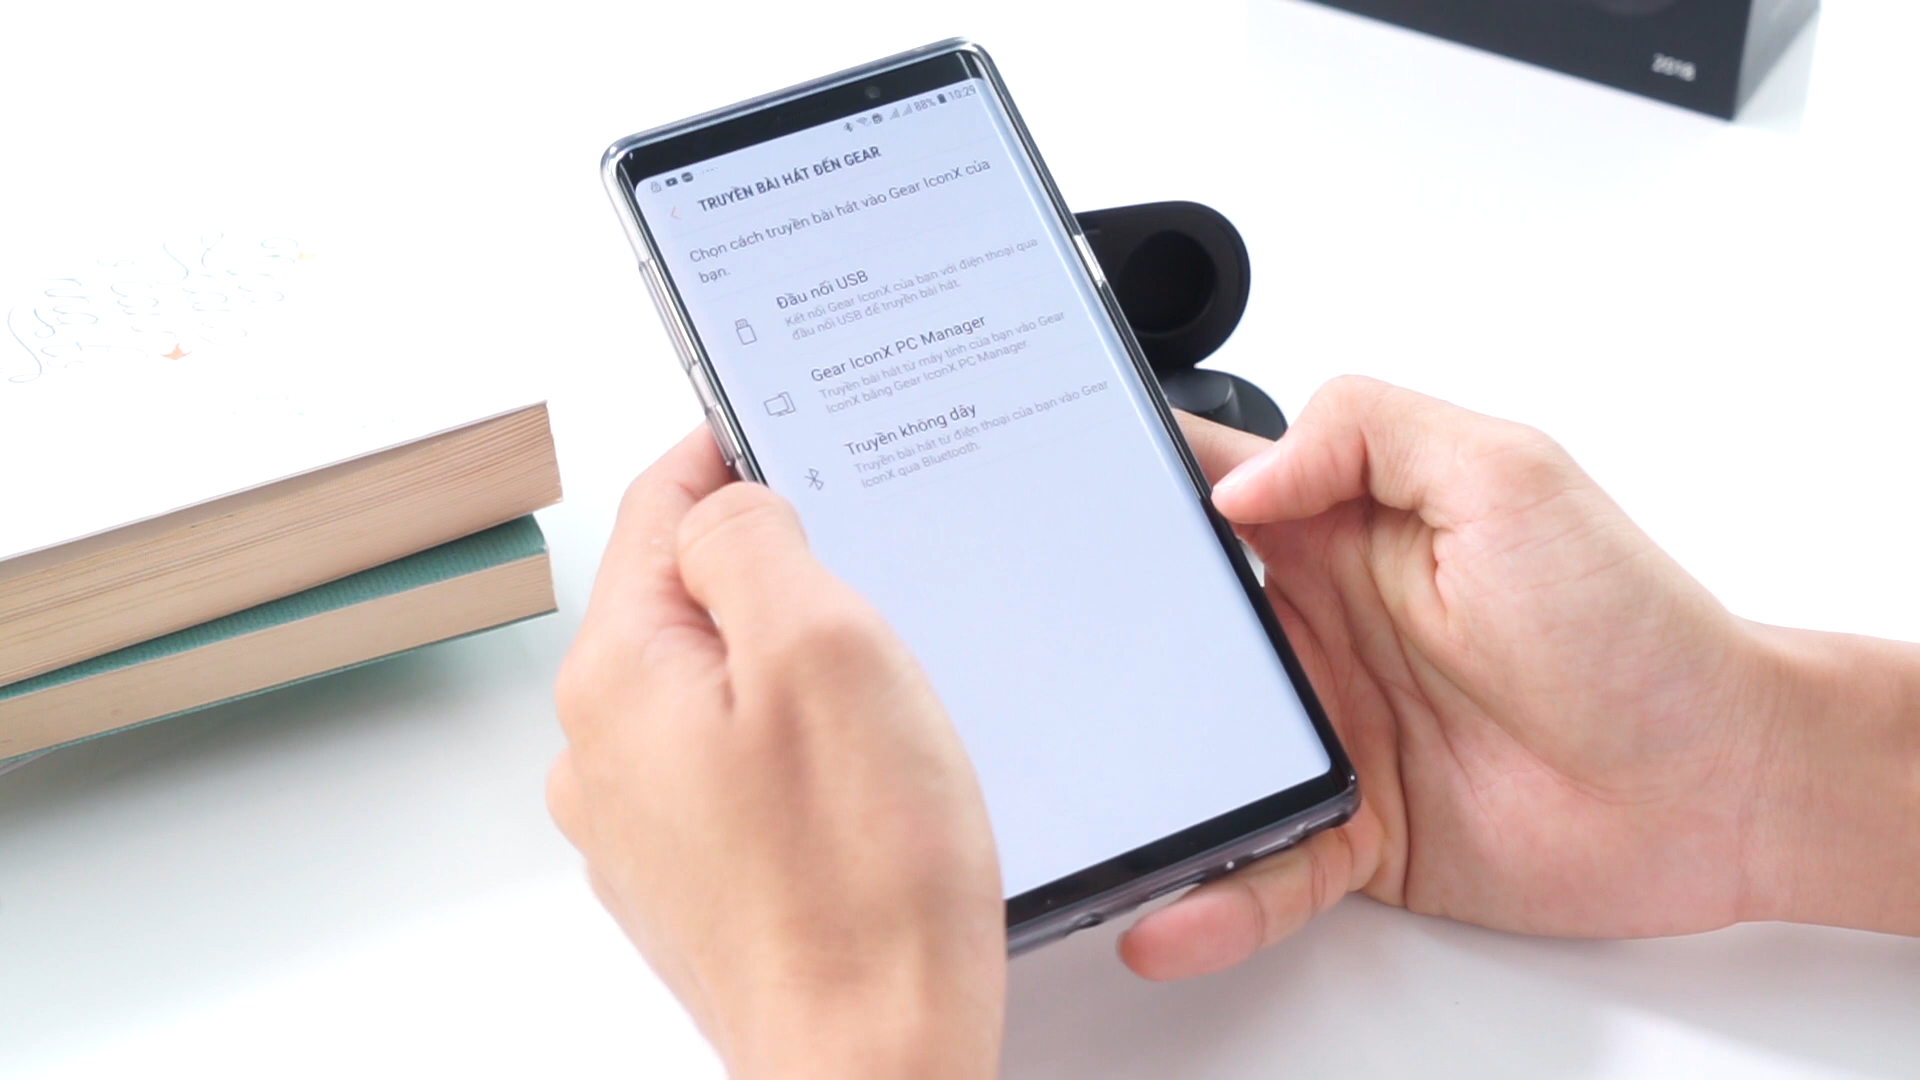 88% 10:29
TRUYỀN BÀI HÁT ĐẾN GEAR
Chọn cách truyền bài hát vào Gear IconX của
bạn.
Đầu nối USB
Kết nối Gear IconX của bạn với điện thoại qua
đầu nối USB để truyền bài hát.
Gear IconX PC Manager
Truyền bài hát từ máy tính của bạn vào Gear
IconX bằng Gear IconX PC Manager.
Truyền không dây
Truyền bài hát từ điện thoại của bạn vào Gear
IconX qua Bluetooth.
2018